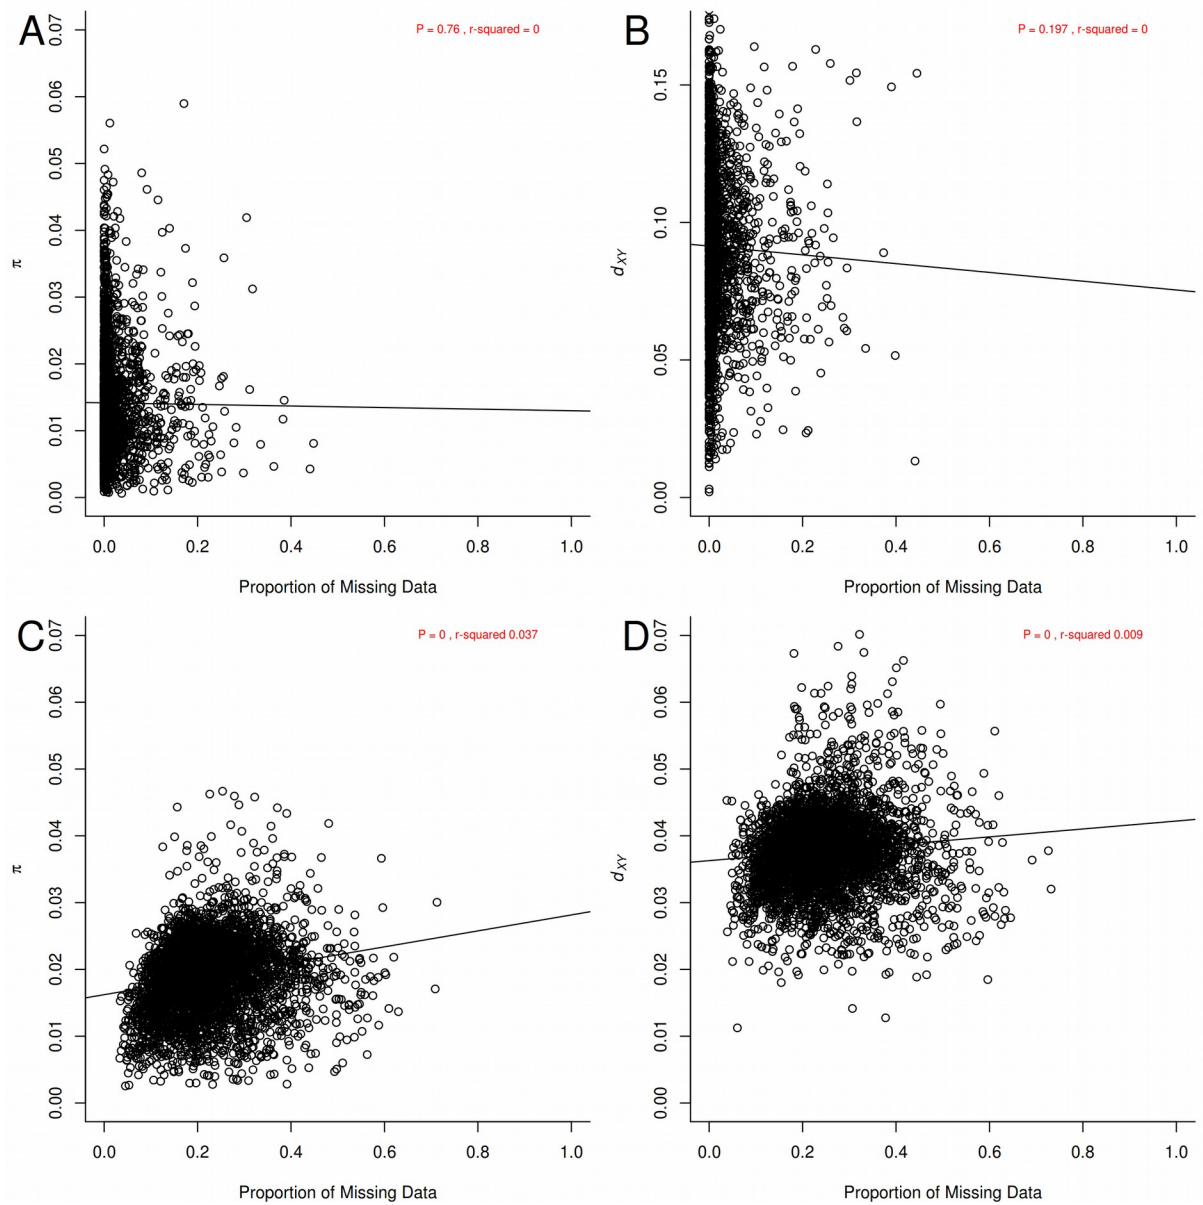 A
P = 0.76 , r-squared = 0
π
0.07
0.06
0.05
0.04
0.03
0.02
0.01
0.00
0.0 0.2 0.4 0.6 0.8 1.0
Proportion of Missing Data
B
P = 0.197 , r-squared = 0
dXY
0.15
0.10
0.05
0.00
0.0 0.2 0.4 0.6 0.8 1.0
Proportion of Missing Data
C
P = 0 , r-squared 0.037
π
0.07
0.06
0.05
0.04
0.03
0.02
0.01
0.00
0.0 0.2 0.4 0.6 0.8 1.0
Proportion of Missing Data
D
P = 0 , r-squared 0.009
dXY
0.07
0.06
0.05
0.04
0.03
0.02
0.01
0.00
0.0 0.2 0.4 0.6 0.8 1.0
Proportion of Missing Data